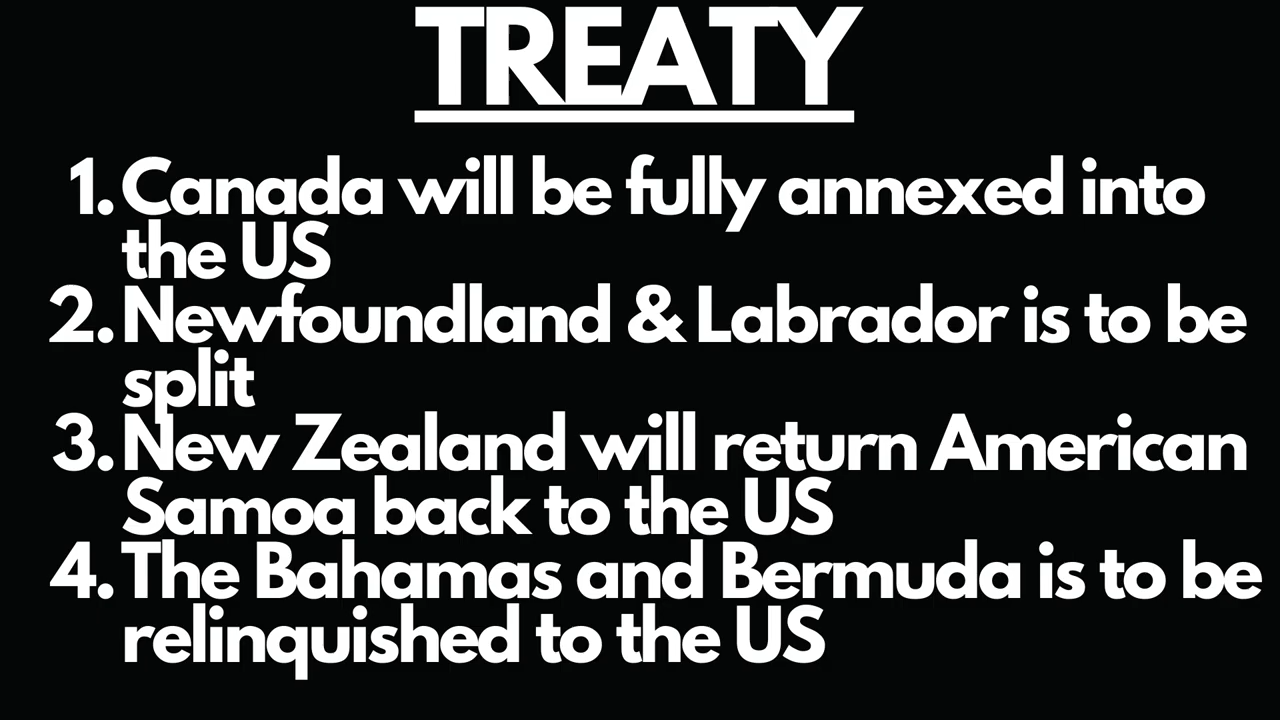 TREATY
1. Canada will be fully annexed into
the US
2. Newfoundland & Labrador is to be
split
3. New Zealand will return American
Samoa back to the US
4. The Bahamas and Bermuda is to be
relinquished to the US